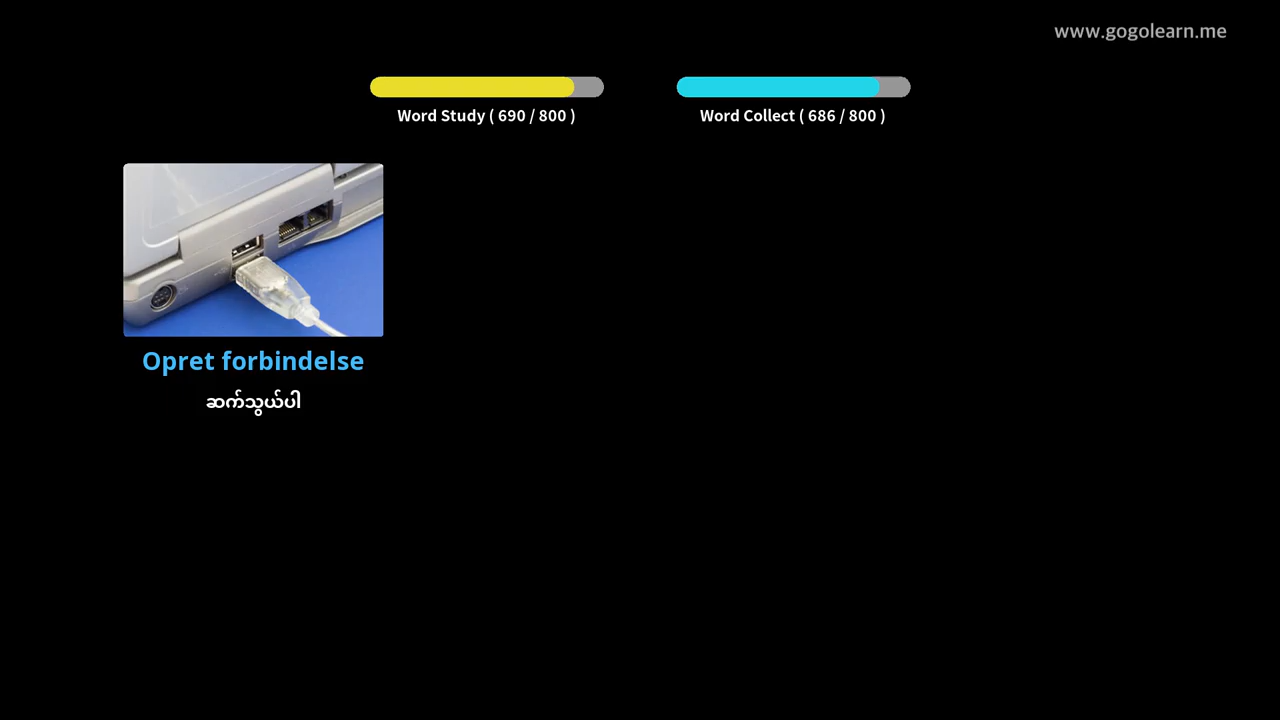 www.gogolearn.me
Word Study ( 690 / 800 )
Word Collect ( 686 / 800 )
Opret forbindelse
ဆက်သွယ်ပါ